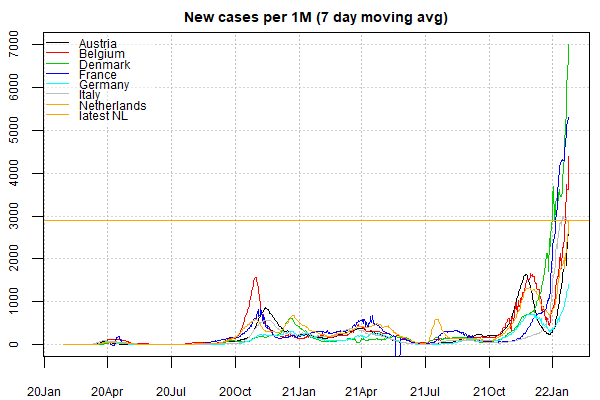 New cases per 1M (7 day moving avg)
7000
6000
5000
4000
3000
2000
1000
0
Austria
Belgium
Denmark
France
Germany
Italy
Netherlands
latest NL
20Jan 20Apr 20Jul 20Oct 21Jan 21Apr 21Jul 21Oct 22Jan